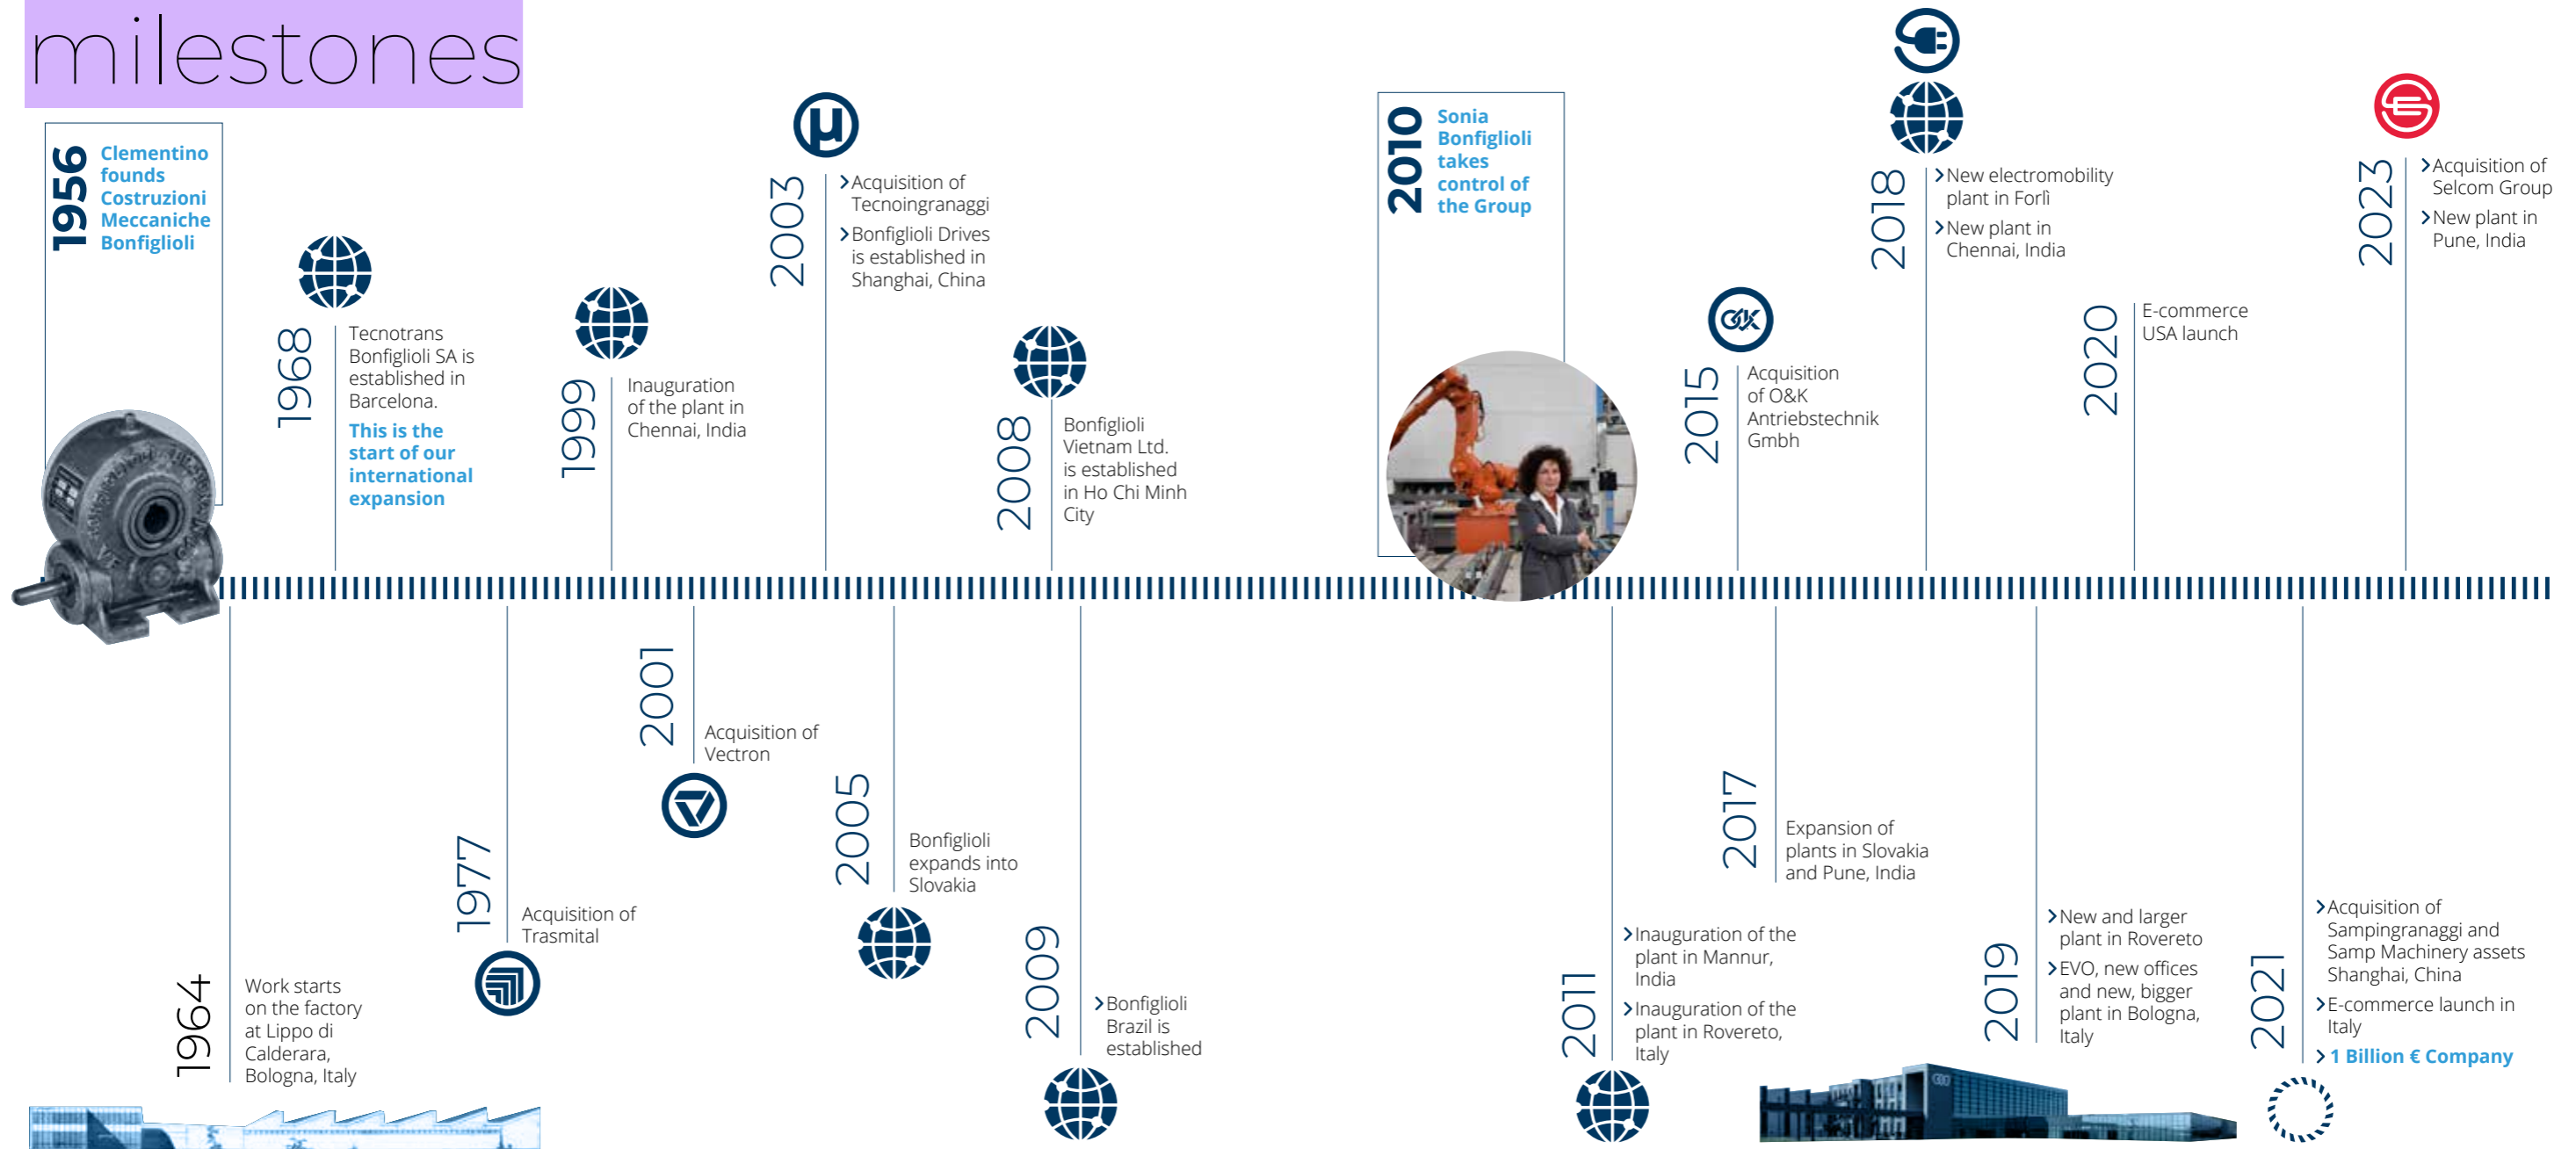 milestones
1956
Clementino
founds
Costruzioni
Meccaniche
Bonfiglioli
1964
Work starts
on the factory
at Lippo di
Calderara,
Bologna, Italy
1968
Tecnotrans
Bonfiglioli SA is
established in
Barcelona.
This is the
start of our
international
expansion
1977
Acquisition of
Trasmital
1999
Inauguration
of the plant in
Chennai, India
2001
Acquisition of
Vectron
2003
µ
Acquisition of
Tecnoingranaggi
Bonfiglioli Drives
is established in
Shanghai, China
2005
Bonfiglioli
expands into
Slovakia
2008
Bonfiglioli
Vietnam Ltd.
is established
in Ho Chi Minh
City
2009
Bonfiglioli
Brazil is
established
2010
Sonia
Bonfiglioli
takes
control of
the Group
2011
Inauguration of the
plant in Mannur,
India
Inauguration of the
plant in Rovereto,
Italy
2015
O&K
Acquisition
of O&K
Antriebstechnik
Gmbh
2017
Expansion of
plants in Slovakia
and Pune, India
2018
New electromobility
plant in Forlì
New plant in
Chennai, India
2019
New and larger
plant in Rovereto
EVO, new offices
and new, bigger
plant in Bologna,
Italy
2020
E-commerce
USA launch
2021
Acquisition of
Sampingranaggi and
Samp Machinery assets
Shanghai, China
E-commerce launch in
Italy
1 Billion € Company
2023
Acquisition of
Selcom Group
New plant in
Pune, India